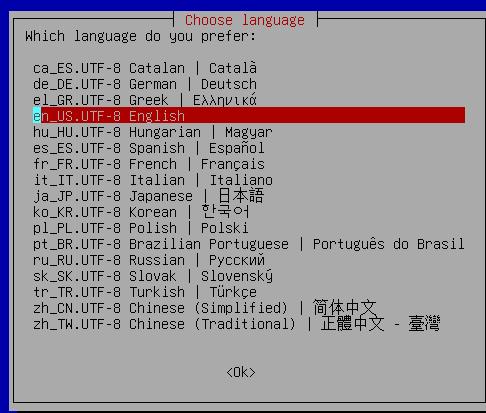 Choose language
Which language do you prefer:
ca_ES.UTF-8 Catalan | Català
de_DE.UTF-8 German | Deutsch
el_GR.UTF-8 Greek | Ελληνικά
en_US.UTF-8 English
hu_HU.UTF-8 Hungarian | Magyar
es_ES.UTF-8 Spanish | Español
fr_FR.UTF-8 French | Français
it_IT.UTF-8 Italian | Italiano
ja_JP.UTF-8 Japanese | 日本語
ko_KR.UTF-8 Korean | 한국어
pl_PL.UTF-8 Polish | Polski
pt_BR.UTF-8 Brazilian Portuguese | Português do Brasil
ru_RU.UTF-8 Russian | Русский
sk_SK.UTF-8 Slovak | Slovenský
tr_TR.UTF-8 Turkish | Türkçe
zh_CN.UTF-8 Chinese (Simplified) | 简体中文
zh_TW.UTF-8 Chinese (Traditional) | 正體中文 - 臺灣
<Ok>